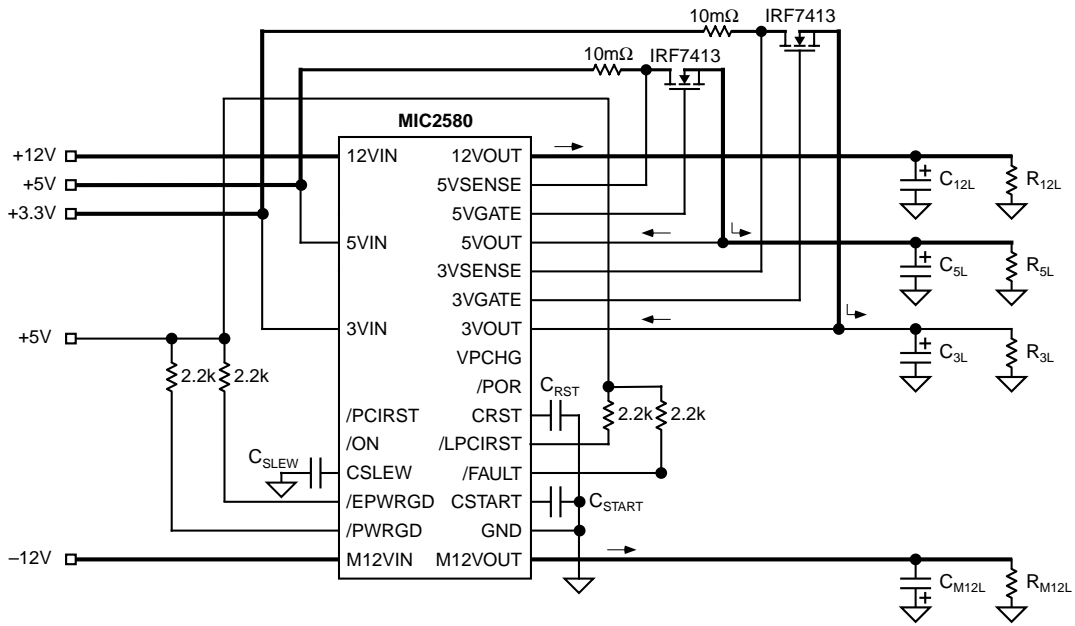 10mΩ
IRF7413
10mΩ
IRF7413
MIC2580
+12V
12VIN
12VOUT
C12L
R12L
+5V
5VSENSE
+3.3V
5VGATE
5VIN
5VOUT
C5L
R5L
3VSENSE
3VGATE
3VIN
3VOUT
C3L
R3L
+5V
VPCHG
2.2k
2.2k
/POR
CRST
/PCIRST
CRST
2.2k
2.2k
/ON
/LPCIRST
CSLEW
CSLEW
/FAULT
/EPWRGD
CSTART
CSTART
/PWRGD
GND
–12V
M12VIN
M12VOUT
CM12L
RM12L
+
+
+
+